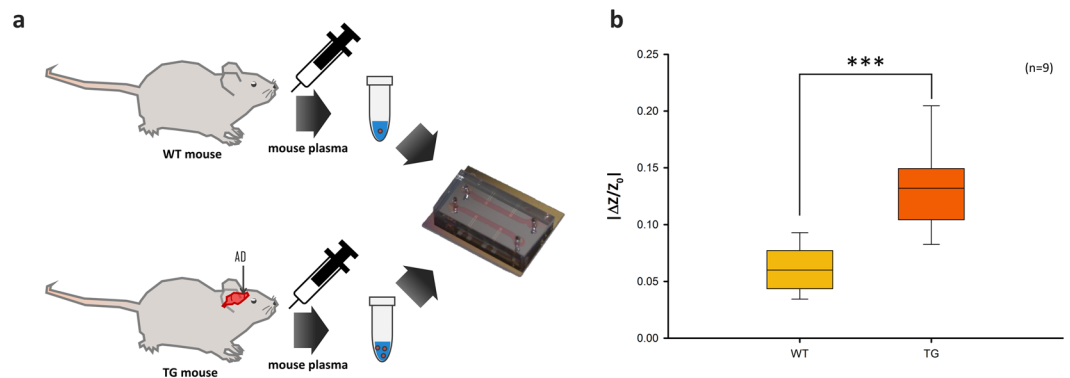 a
WT mouse
mouse plasma
AD
TG mouse
mouse plasma
b
0.25
0.20
0.15
0.10
0.05
0.00
|ΔZ/Z₀|
***
(n=9)
WT
TG